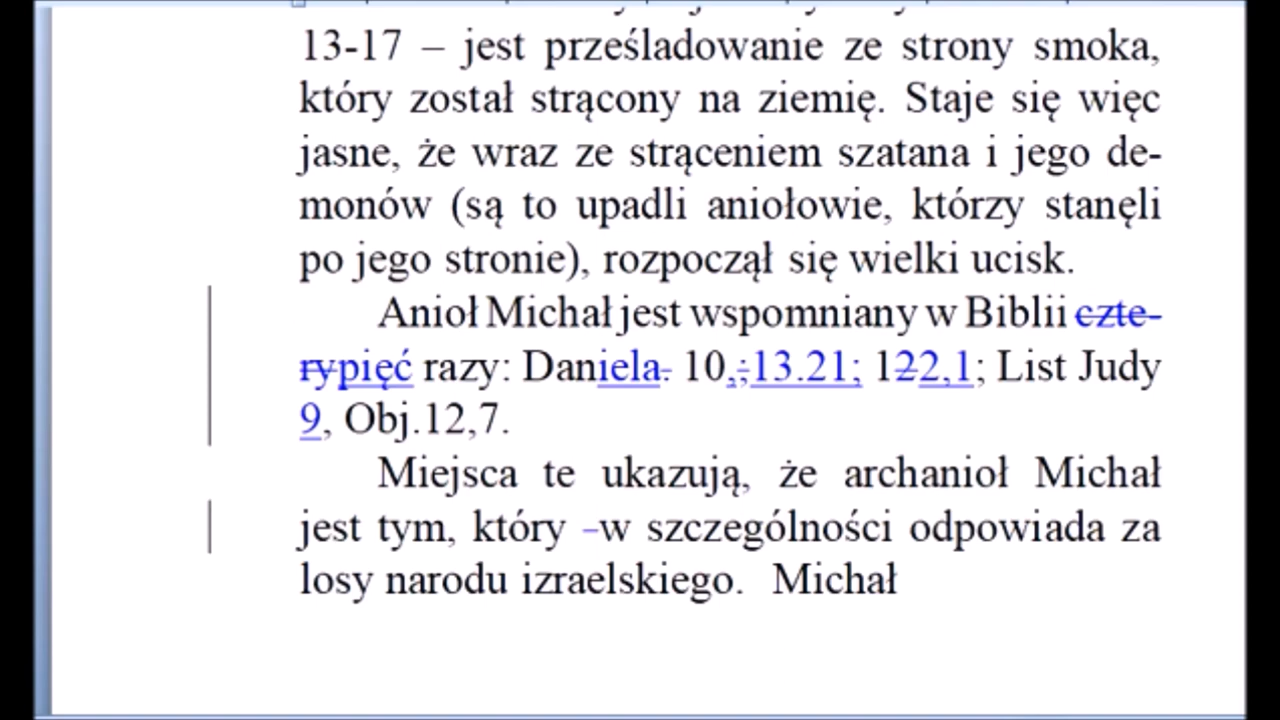 13-17 – jest prześladowanie ze strony smoka,
który został strącony na ziemię. Staje się więc
jasne, że wraz ze strąceniem szatana i jego de-
monów (są to upadli aniołowie, którzy stanęli
po jego stronie), rozpoczął się wielki ucisk.
Anioł Michał jest wspomniany w Biblii czte-
rypięć razy: Daniela. 10,;13.21; 122,1; List Judy
9, Obj.12,7.
Miejsca te ukazują, że archanioł Michał
jest tym, który –w szczególności odpowiada za
losy narodu izraelskiego. Michał